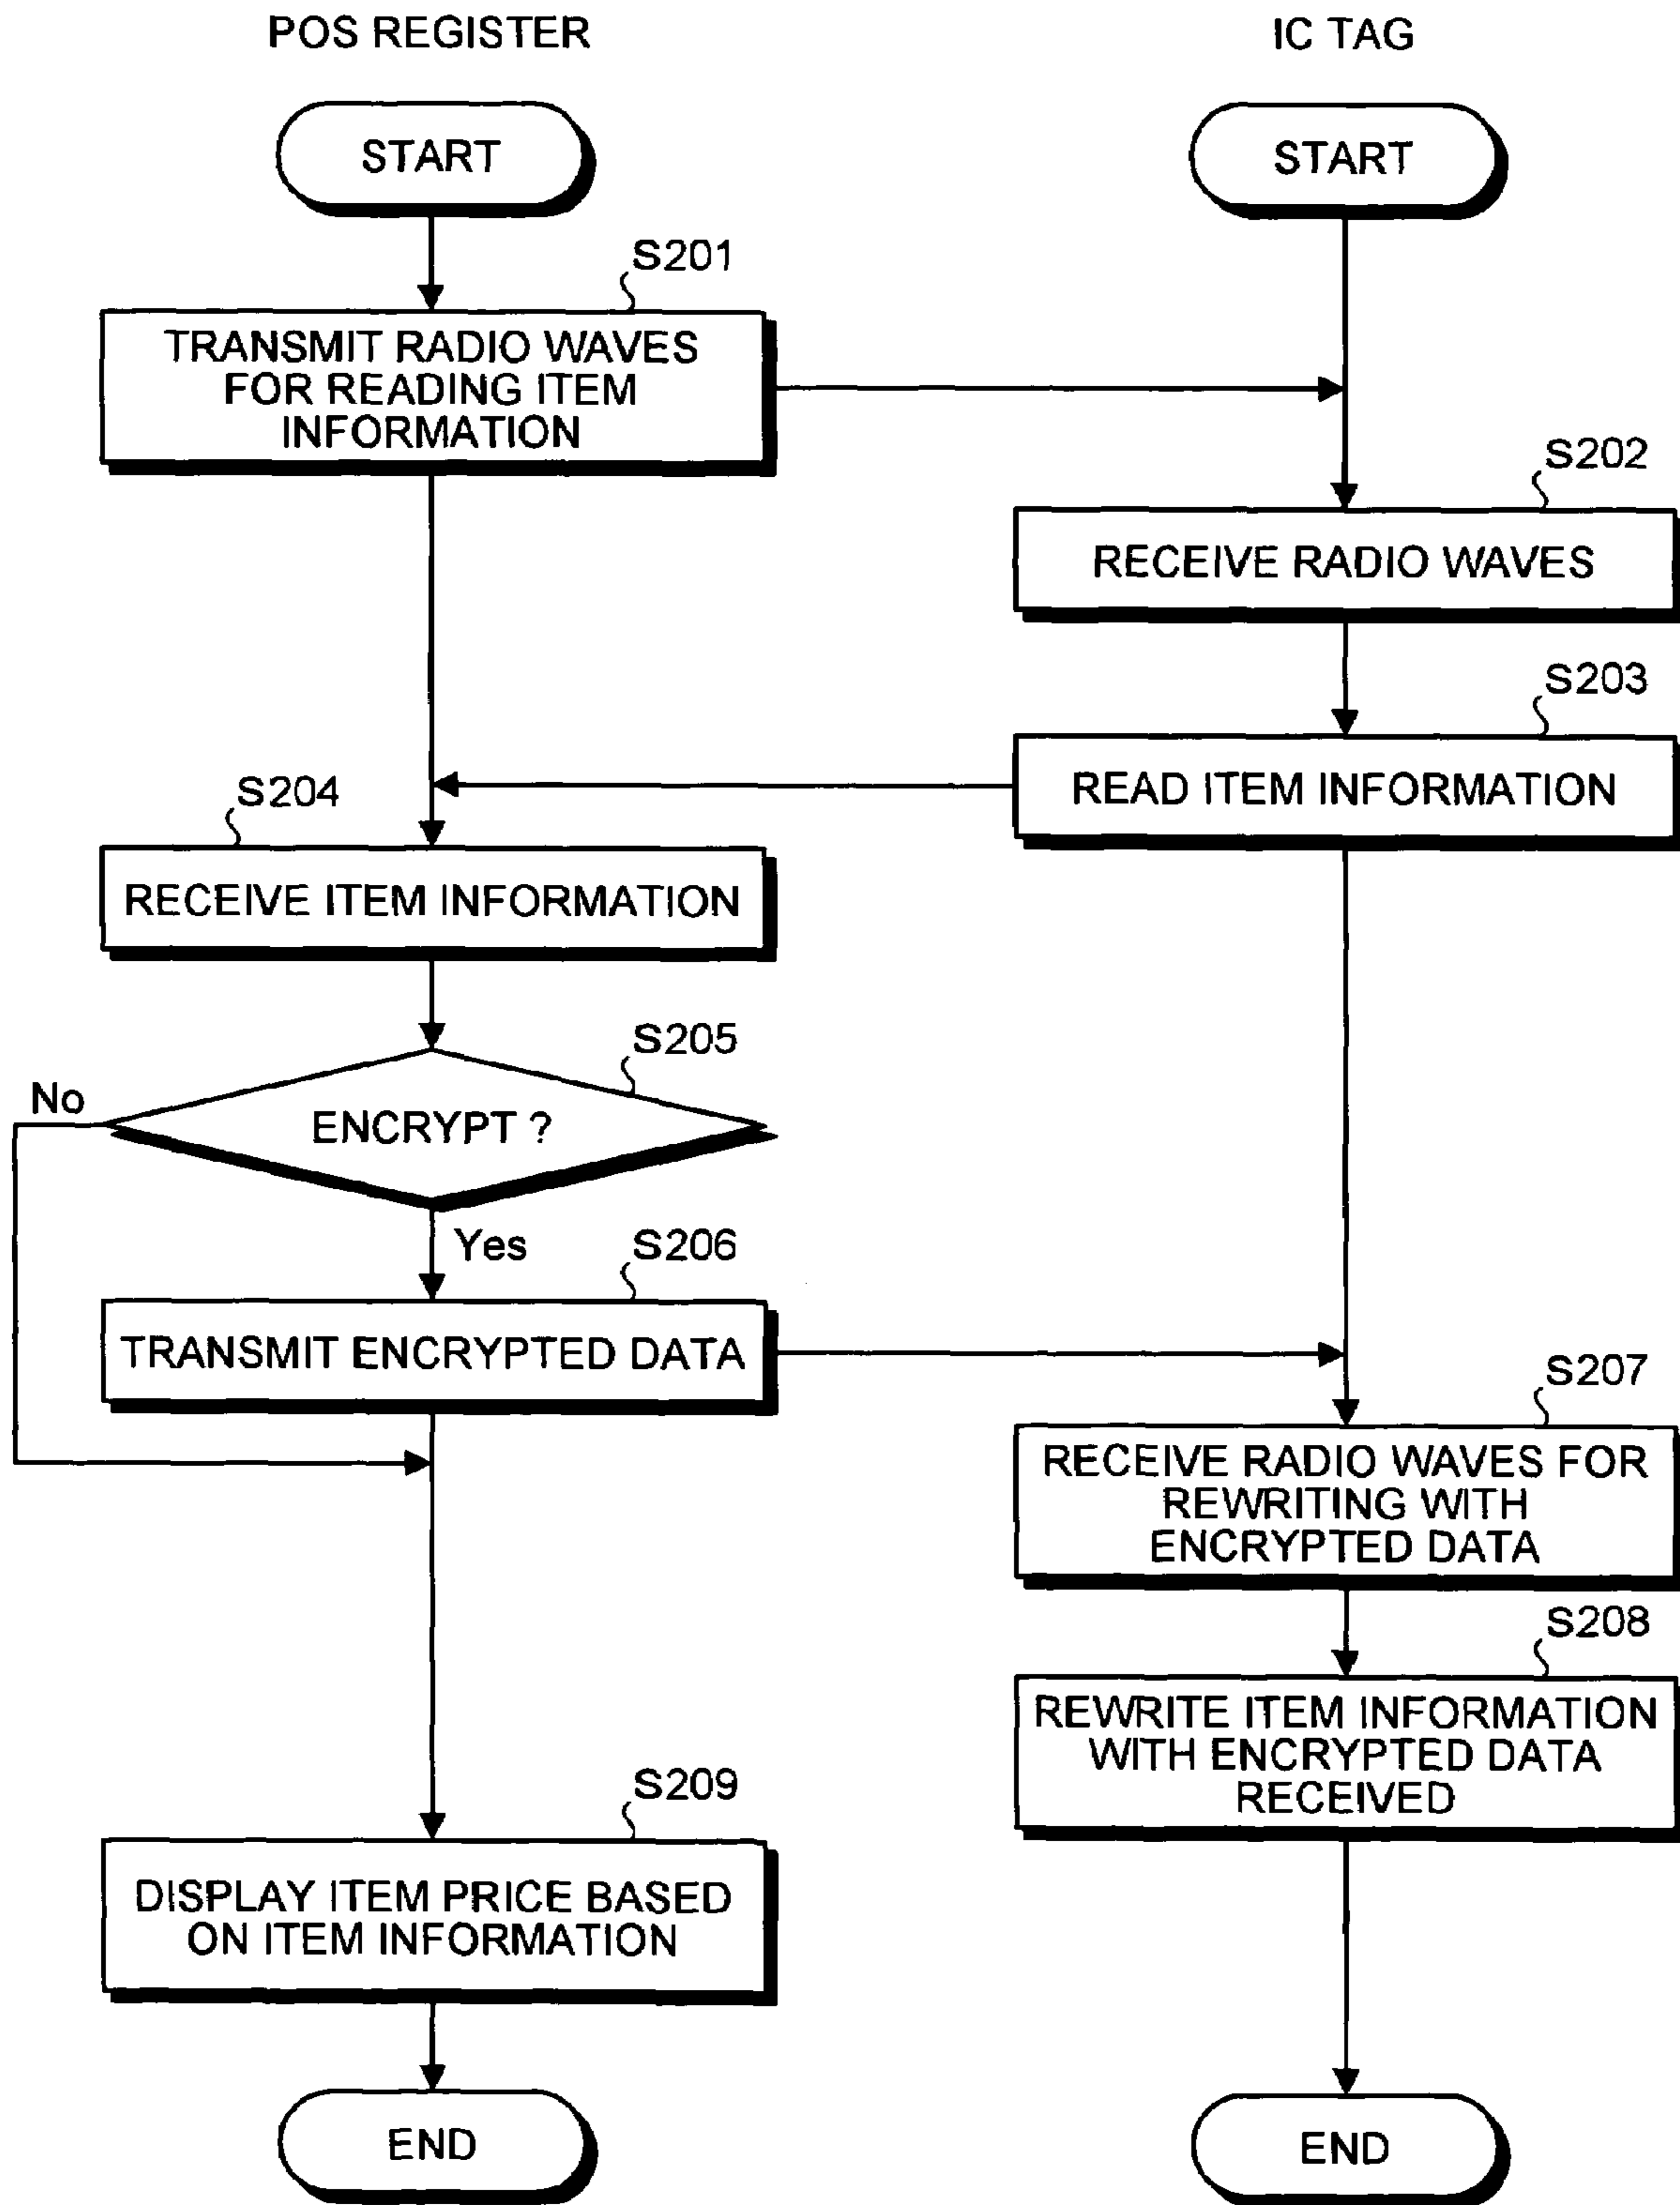 POS REGISTER
IC TAG
START
START
S201
TRANSMIT RADIO WAVES
FOR READING ITEM
INFORMATION
S202
RECEIVE RADIO WAVES
S203
READ ITEM INFORMATION
S204
RECEIVE ITEM INFORMATION
S205
No
ENCRYPT ?
Yes
S206
TRANSMIT ENCRYPTED DATA
S207
RECEIVE RADIO WAVES FOR
REWRITING WITH
ENCRYPTED DATA
S208
REWRITE ITEM INFORMATION
WITH ENCRYPTED DATA
RECEIVED
S209
DISPLAY ITEM PRICE BASED
ON ITEM INFORMATION
END
END